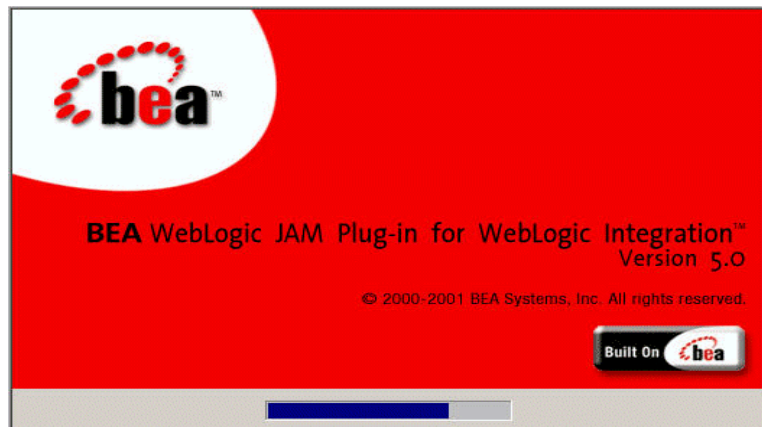 bea™
BEA WebLogic JAM Plug-in for WebLogic Integration™
Version 5.0
© 2000-2001 BEA Systems, Inc. All rights reserved.
Built On bea